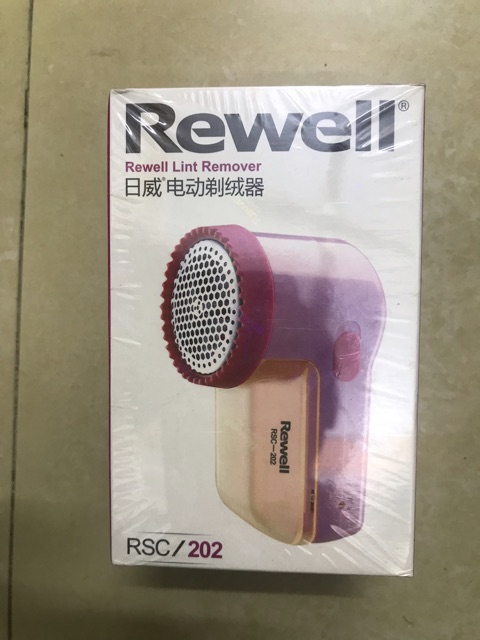 Rewell®
Rewell Lint Remover
日威®电动剃绒器
Rewell
RSC-202
RSC/202